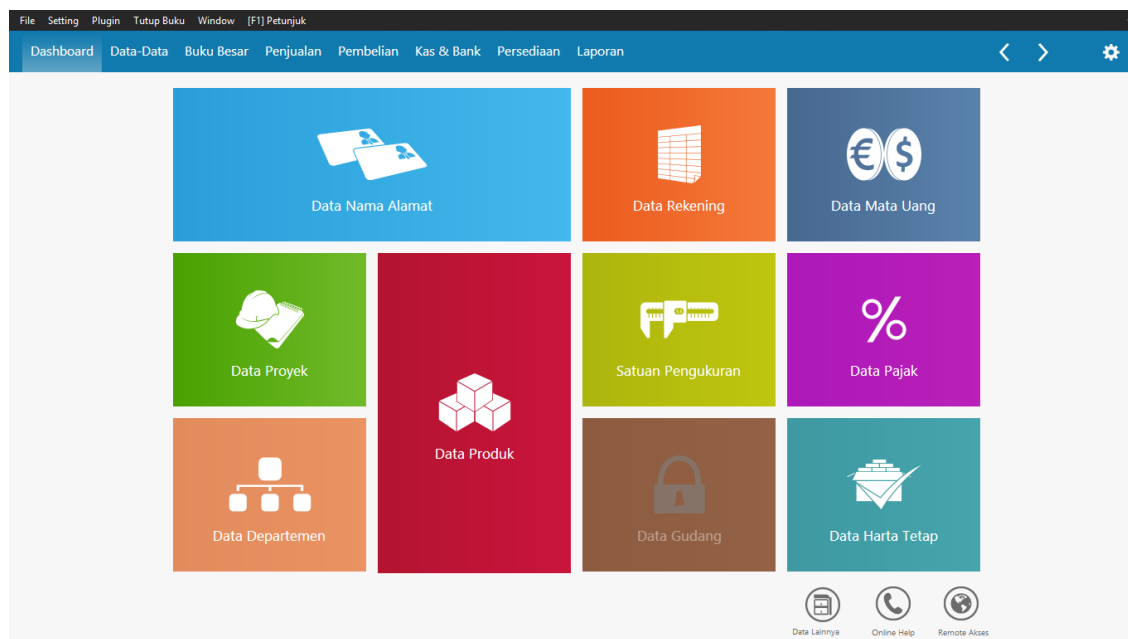 File Setting Plugin Tutup Buku Window [F1] Petunjuk
Dashboard Data-Data Buku Besar Penjualan Pembelian Kas & Bank Persediaan Laporan
Data Nama Alamat Data Rekening Data Mata Uang
Data Proyek Satuan Pengukuran Data Pajak
Data Produk
Data Departemen Data Gudang Data Harta Tetap
Data Lainnya Online Help Remote Akses